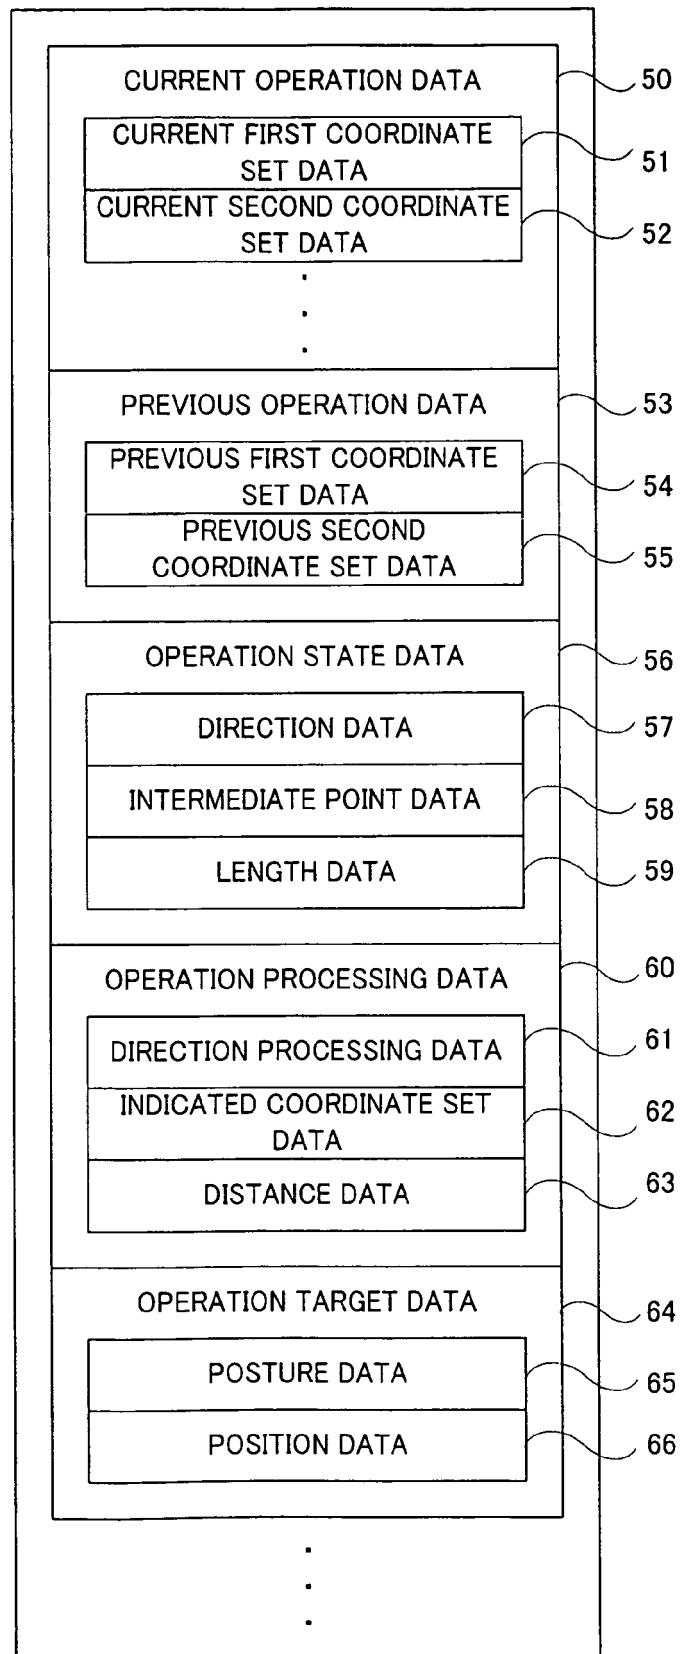 CURRENT OPERATION DATA 50
CURRENT FIRST COORDINATE
SET DATA 51
CURRENT SECOND COORDINATE
SET DATA 52
PREVIOUS OPERATION DATA 53
PREVIOUS FIRST COORDINATE
SET DATA 54
PREVIOUS SECOND
COORDINATE SET DATA 55
OPERATION STATE DATA 56
DIRECTION DATA 57
INTERMEDIATE POINT DATA 58
LENGTH DATA 59
OPERATION PROCESSING DATA 60
DIRECTION PROCESSING DATA 61
INDICATED COORDINATE SET
DATA 62
DISTANCE DATA 63
OPERATION TARGET DATA 64
POSTURE DATA 65
POSITION DATA 66